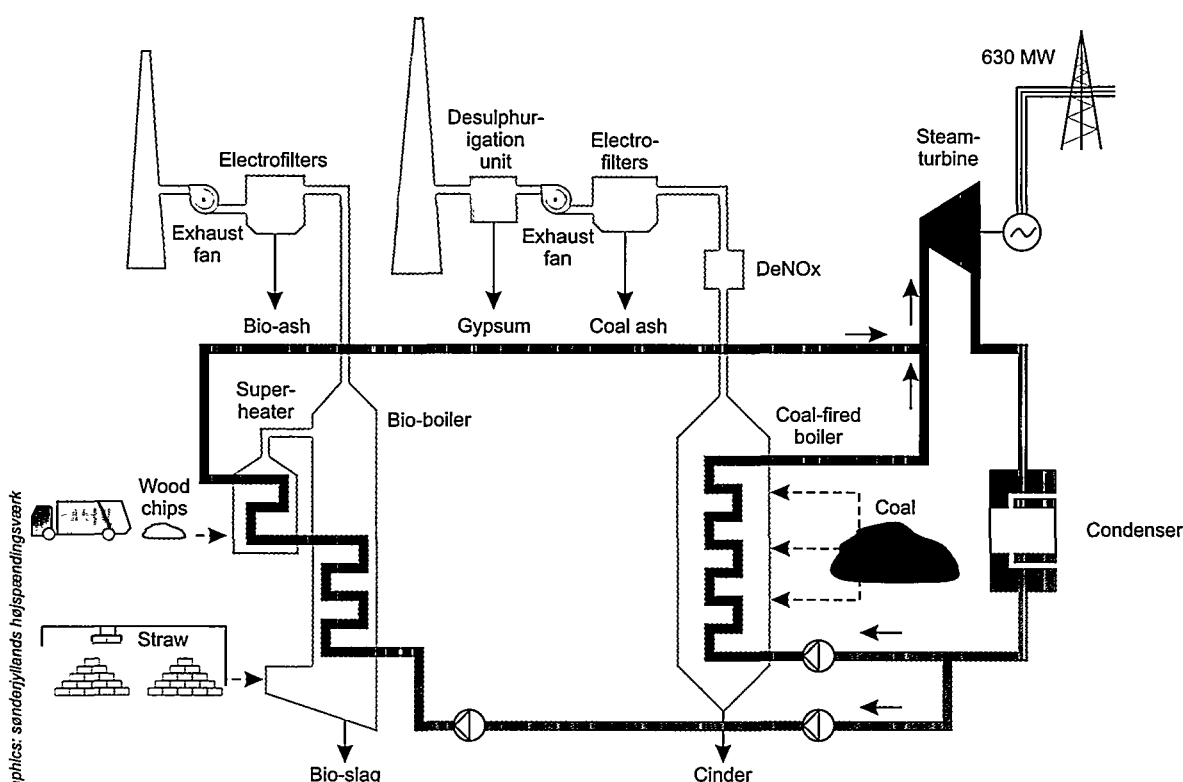 630 MW
Desulphur-
igation
unit
Electro-
filters
Steam-
turbine
Electrofilters
Exhaust
fan
Exhaust
fan
DeNOx
Bio-ash
Gypsum
Coal ash
Super-
heater
Bio-boiler
Coal-fired
boiler
Wood
chips
Coal
Condenser
Straw
Bio-slag
Cinder
phics: sønderjyllands højspændingsværk